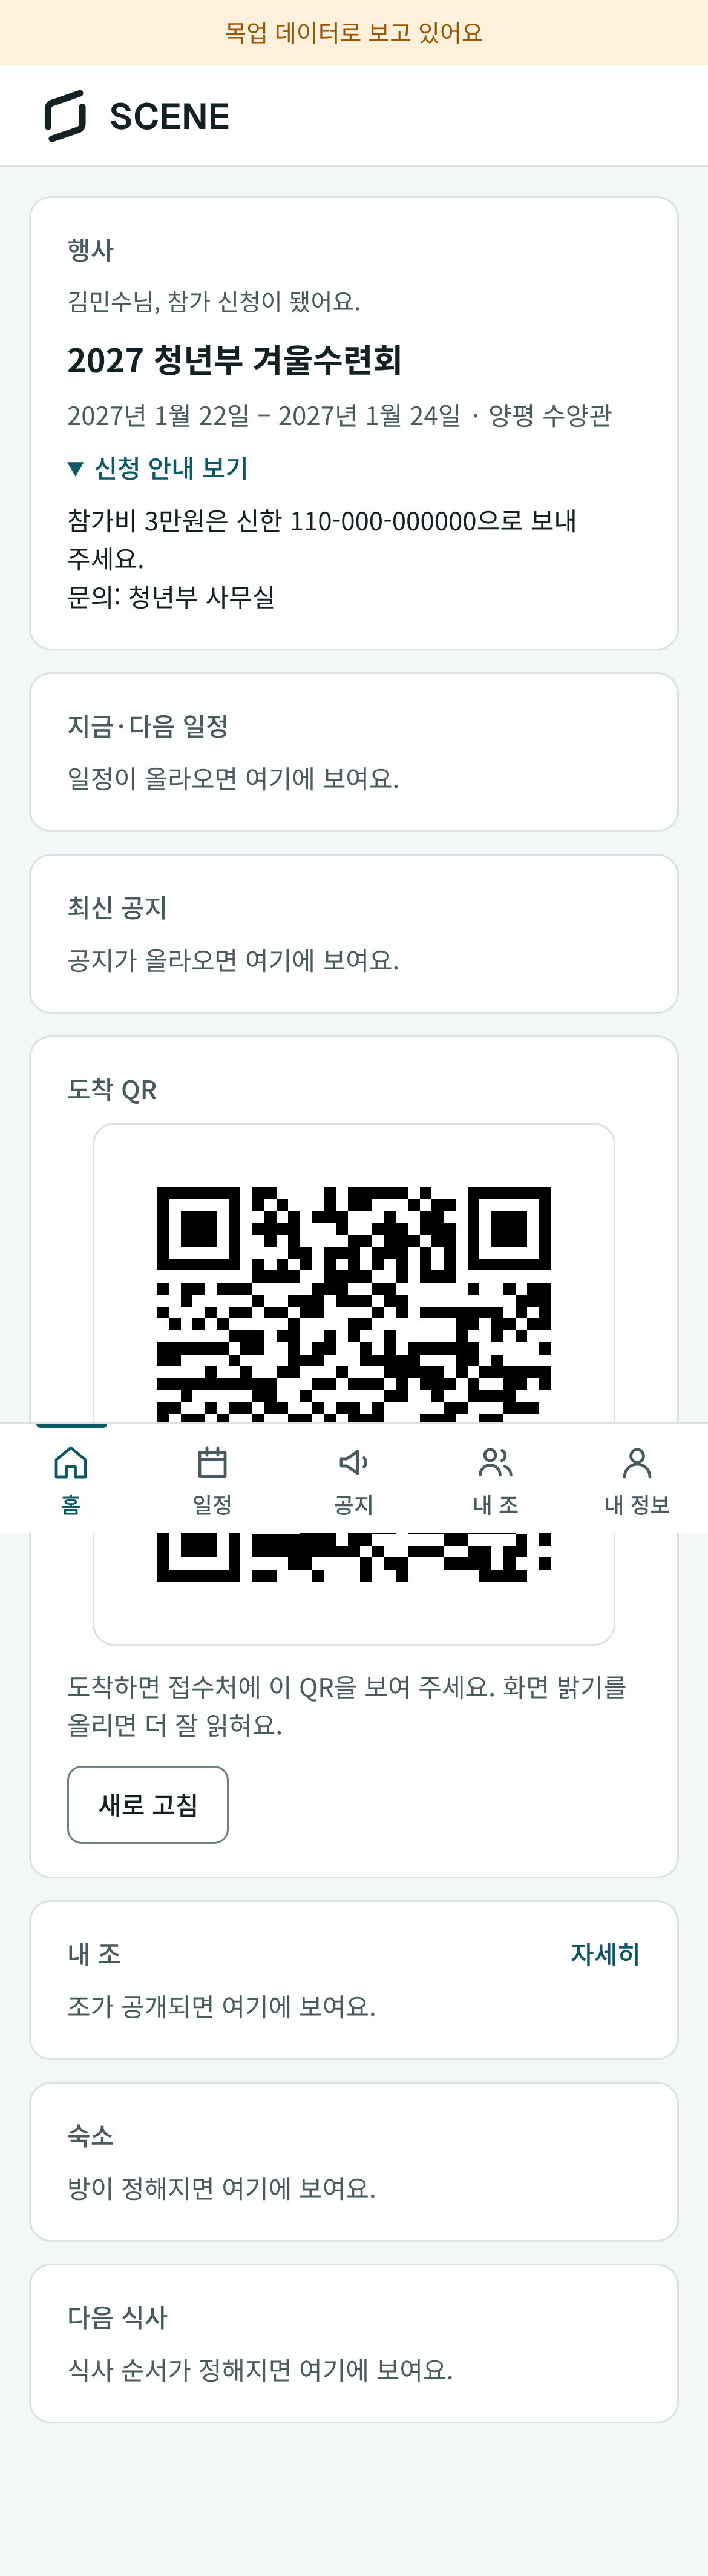 목업 데이터로 보고 있어요
SCENE
행사
김민수님, 참가 신청이 됐어요.
2027 청년부 겨울수련회
2027년 1월 22일 – 2027년 1월 24일 · 양평 수양관
▼ 신청 안내 보기
참가비 3만원은 신한 110-000-000000으로 보내
주세요.
문의: 청년부 사무실
지금·다음 일정
일정이 올라오면 여기에 보여요.
최신 공지
공지가 올라오면 여기에 보여요.
도착 QR
홈
일정
공지
내 조
내 정보
도착하면 접수처에 이 QR을 보여 주세요. 화면 밝기를
올리면 더 잘 읽혀요.
새로 고침
내 조
자세히
조가 공개되면 여기에 보여요.
숙소
방이 정해지면 여기에 보여요.
다음 식사
식사 순서가 정해지면 여기에 보여요.